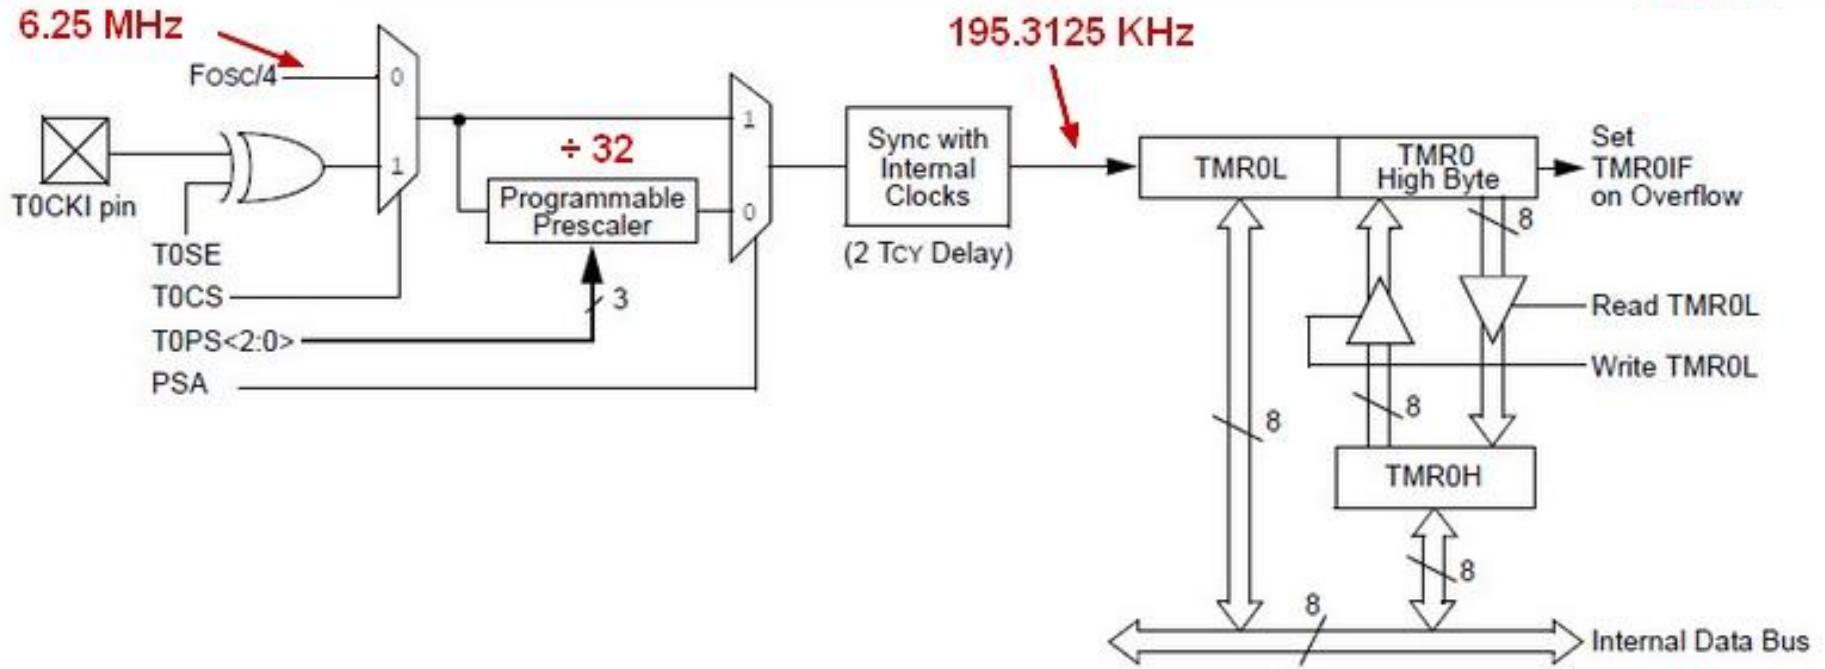 6.25 MHz
195.3125 KHz
FOSC/4
0
1
T0CKI pin
T0SE
T0CS
T0PS<2:0>
PSA
÷ 32
Programmable
Prescaler
3
1
0
Sync with
Internal
Clocks
(2 TCY Delay)
TMR0L
TMR0
High Byte
Set
TMR0IF
on Overflow
8
Read TMR0L
Write TMR0L
8
8
TMR0H
8
8
Internal Data Bus